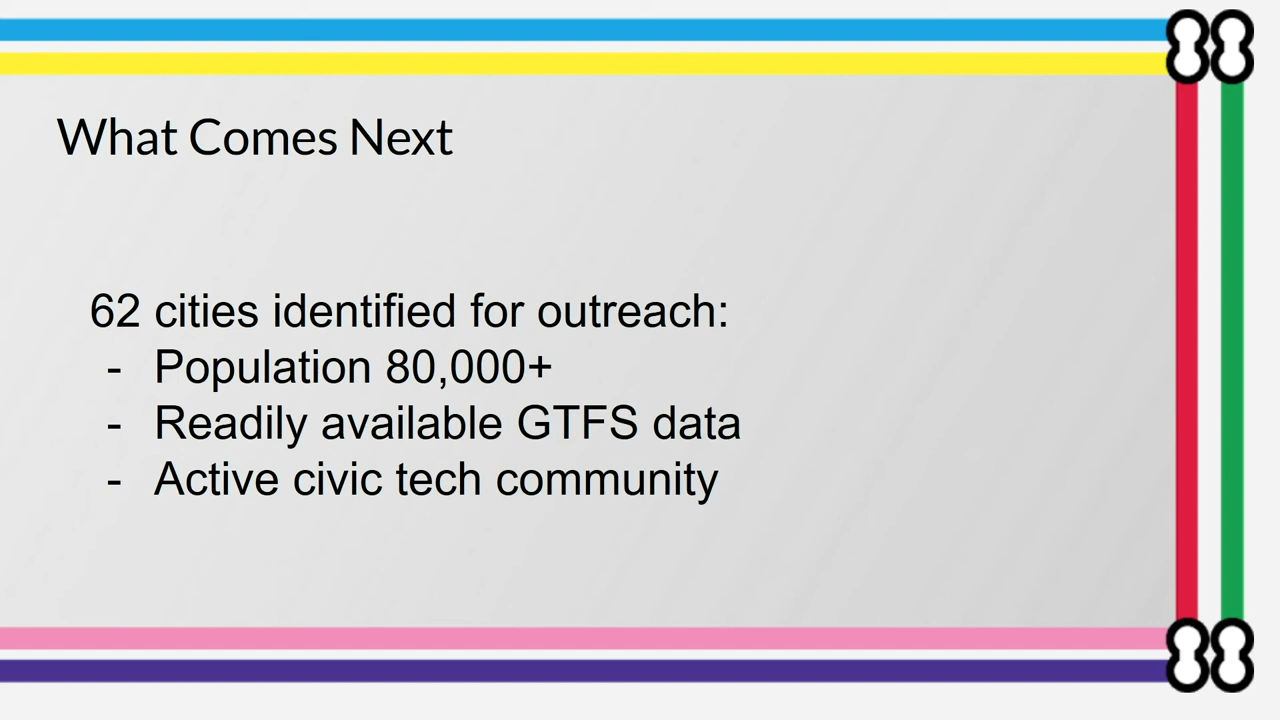 What Comes Next
62 cities identified for outreach:
- Population 80,000+
- Readily available GTFS data
- Active civic tech community